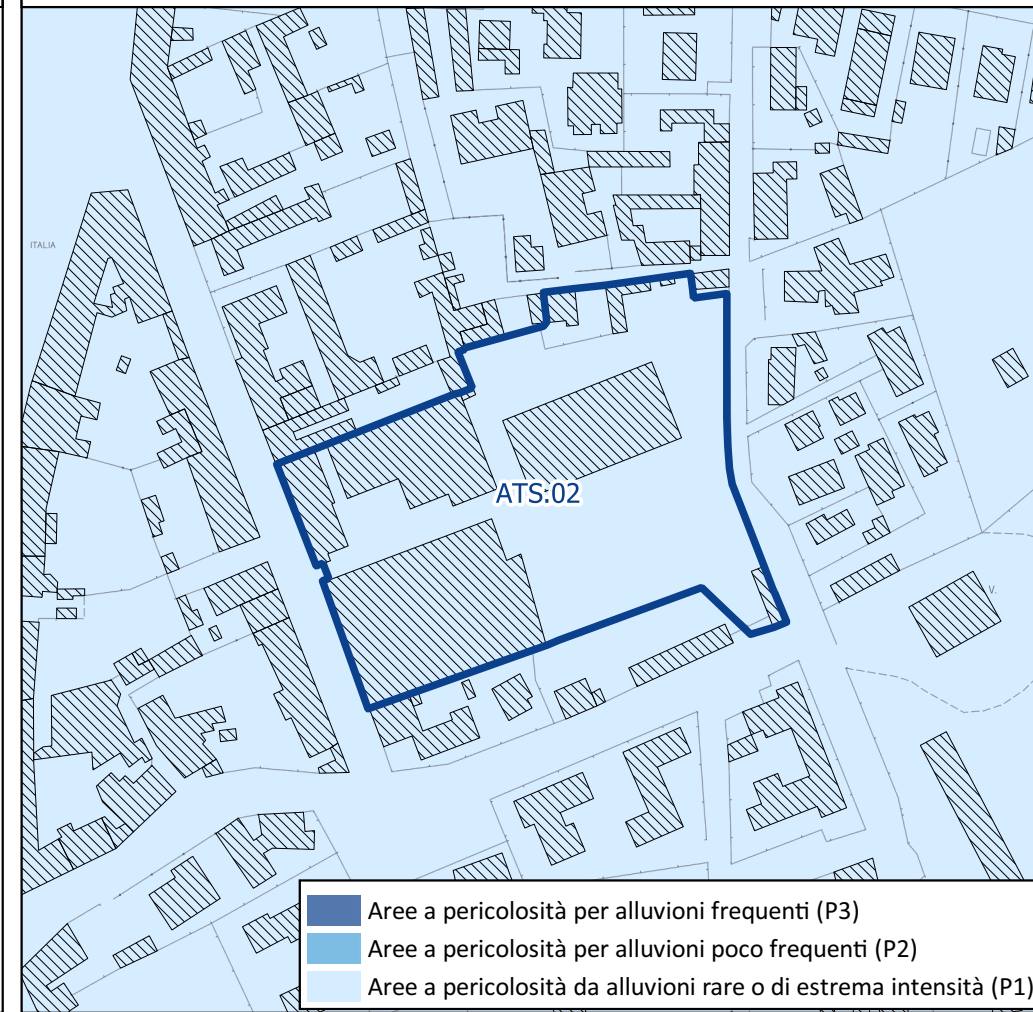 ITALIA
ATS:02
V.
Aree a pericolosità per alluvioni frequenti (P3)
Aree a pericolosità per alluvioni poco frequenti (P2)
Aree a pericolosità da alluvioni rare o di estrema intensità (P1)